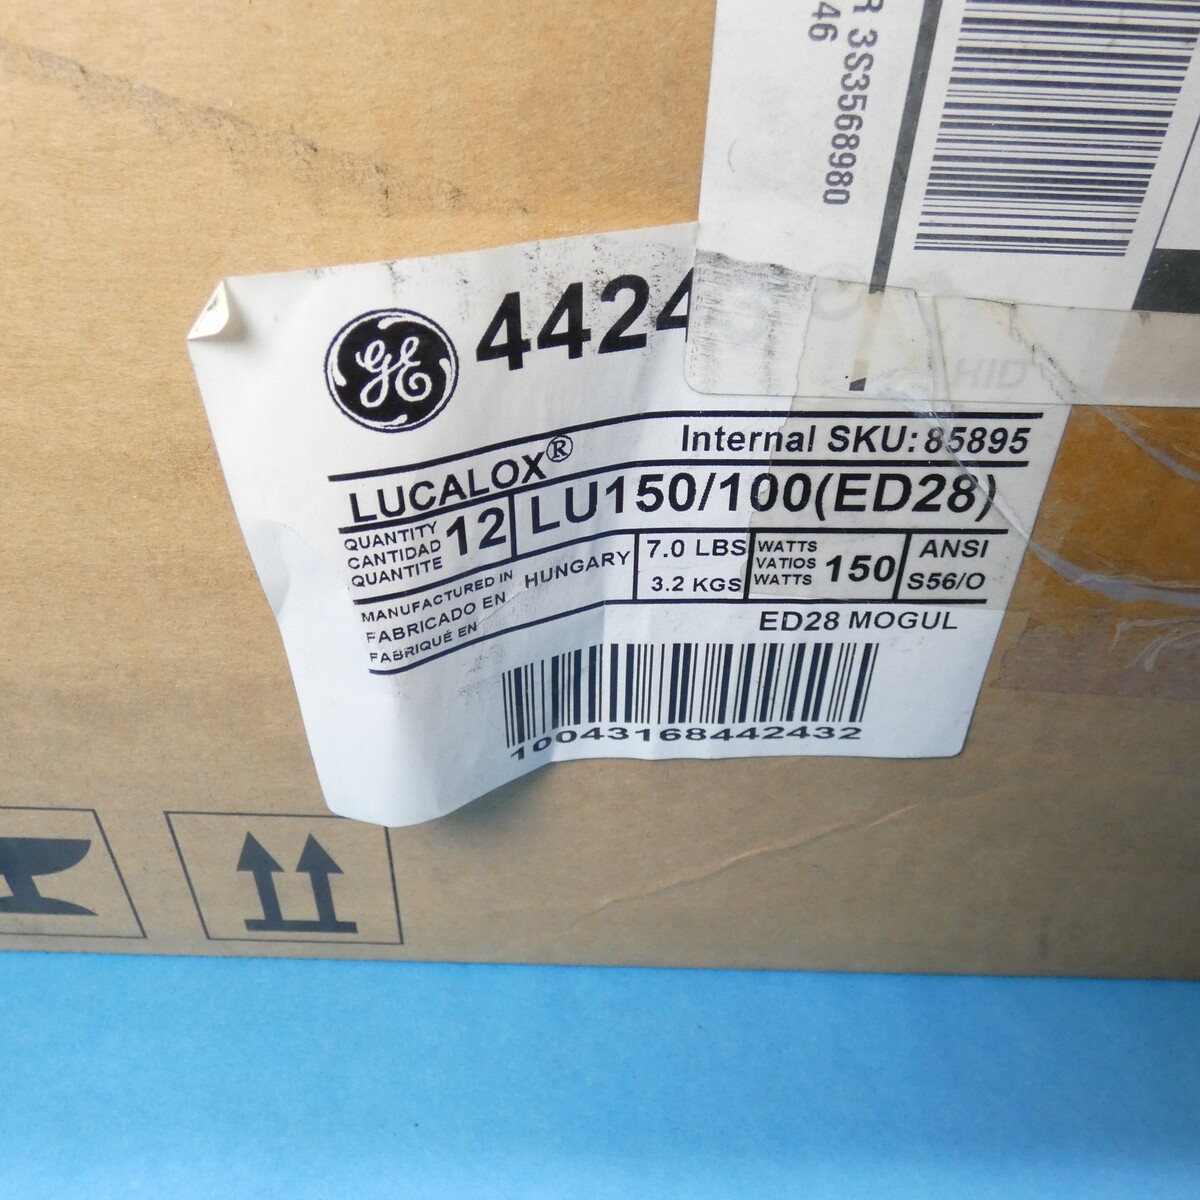 R 3S3568980
46
GE 4424
HID
Internal SKU: 85895
LUCALOX®
QUANTITY
CANTIDAD
QUANTITE
12
LU150/100(ED28)
MANUFACTURED IN
FABRICADO EN
FABRIQUÉ EN
HUNGARY
7.0 LBS
3.2 KGS
WATTS
VATIOS
WATTS
150
ANSI
S56/O
ED28 MOGUL
10043168442432